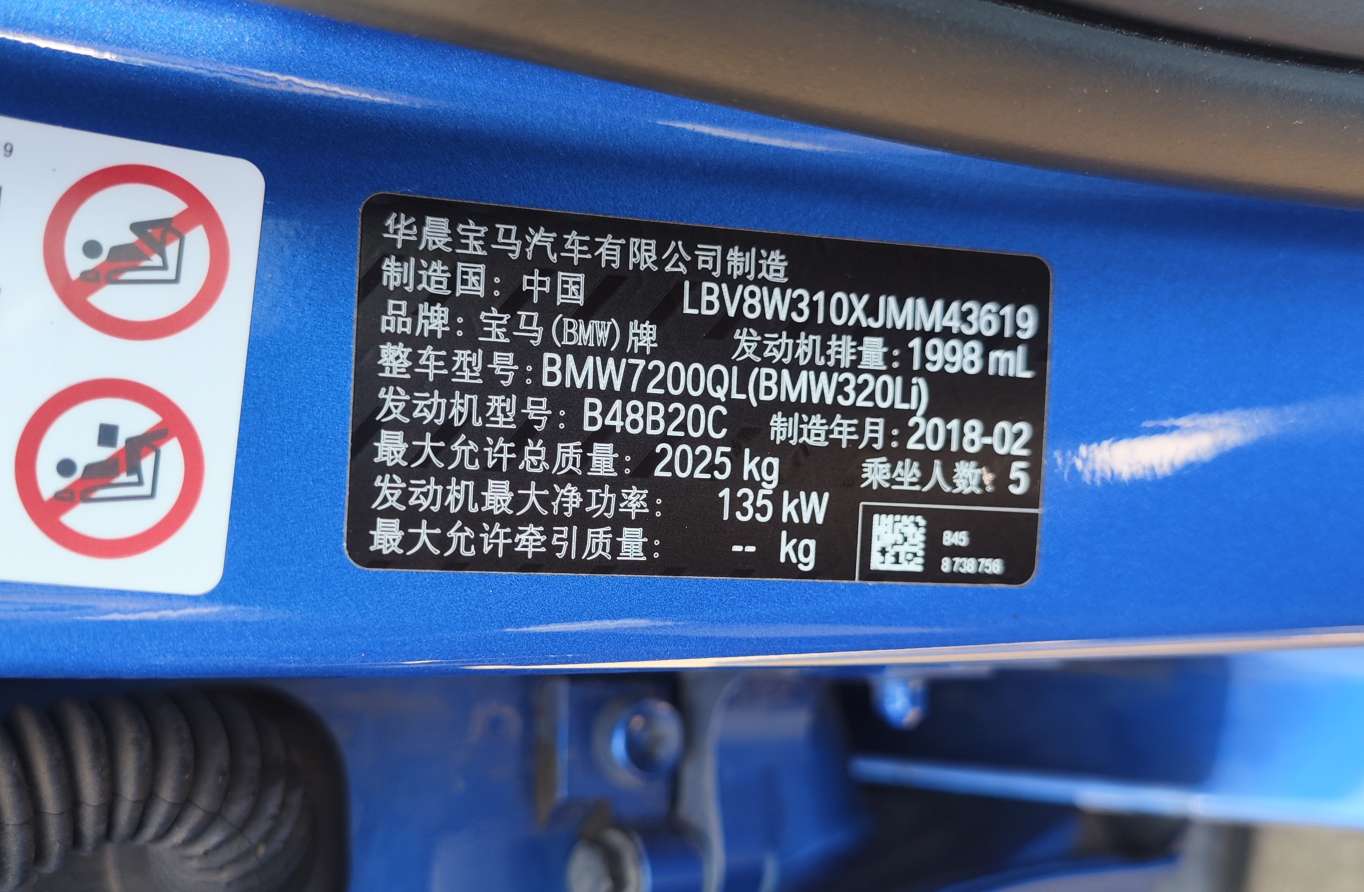 9
华晨宝马汽车有限公司制造
制造国：中国 LBV8W310XJMM43619
品牌：宝马(BMW)牌 发动机排量：1998 mL
整车型号：BMW7200QL(BMW320Li)
发动机型号：B48B20C 制造年月：2018-02
最大允许总质量：2025 kg 乘坐人数：5
发动机最大净功率：135 kW
最大允许牵引质量：-- kg
845
8738756